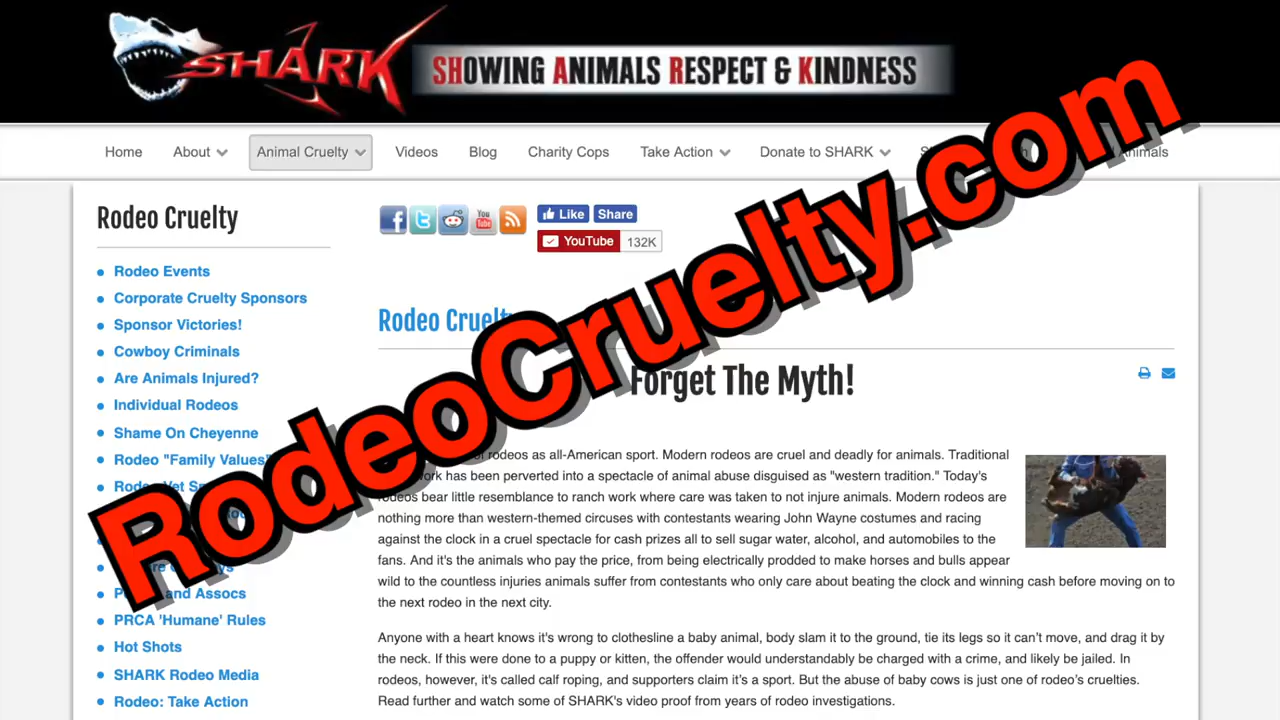 SHARK
SHOWING ANIMALS RESPECT & KINDNESS
Home
About
Animal Cruelty
Videos
Blog
Charity Cops
Take Action
Donate to SHARK
Animals
RodeoCruelty.com
Rodeo Cruelty
Rodeo Events
Corporate Cruelty Sponsors
Sponsor Victories!
Cowboy Criminals
Are Animals Injured?
Individual Rodeos
Shame On Cheyenne
Rodeo "Family Values"
Rodeo Vet
and Assocs
PRCA 'Humane' Rules
Hot Shots
SHARK Rodeo Media
Rodeo: Take Action
You Tube
Like
Share
YouTube
132K
Rodeo Cruelty
Forget The Myth!
rodeos as all-American sport. Modern rodeos are cruel and deadly for animals. Traditional
has been perverted into a spectacle of animal abuse disguised as "western tradition." Today's
rodeos bear little resemblance to ranch work where care was taken to not injure animals. Modern rodeos are
nothing more than western-themed circuses with contestants wearing John Wayne costumes and racing
against the clock in a cruel spectacle for cash prizes all to sell sugar water, alcohol, and automobiles to the
fans. And it's the animals who pay the price, from being electrically prodded to make horses and bulls appear
wild to the countless injuries animals suffer from contestants who only care about beating the clock and winning cash before moving on to
the next rodeo in the next city.
Anyone with a heart knows it's wrong to clothesline a baby animal, body slam it to the ground, tie its legs so it can't move, and drag it by
the neck. If this were done to a puppy or kitten, the offender would understandably be charged with a crime, and likely be jailed. In
rodeos, however, it's called calf roping, and supporters claim it's a sport. But the abuse of baby cows is just one of rodeo's cruelties.
Read further and watch some of SHARK's video proof from years of rodeo investigations.